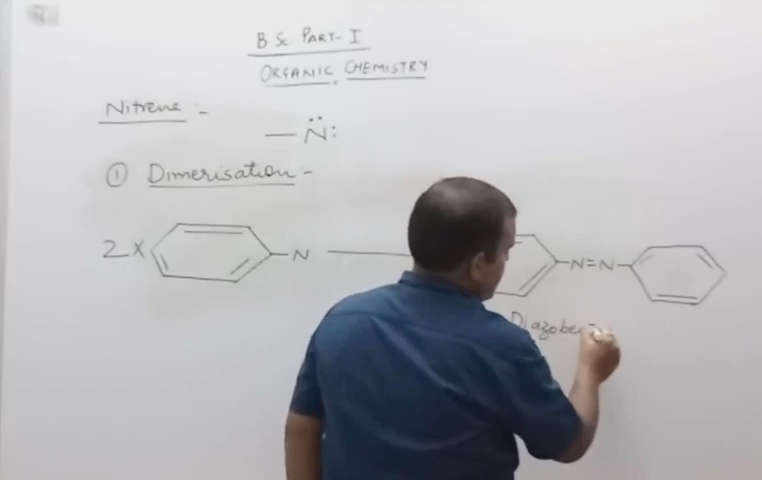 B.Sc PART-I
ORGANIC CHEMISTRY
Nitrene :-
— N̈:
① Dimerisation :-
2 x N N=N
Diazobe